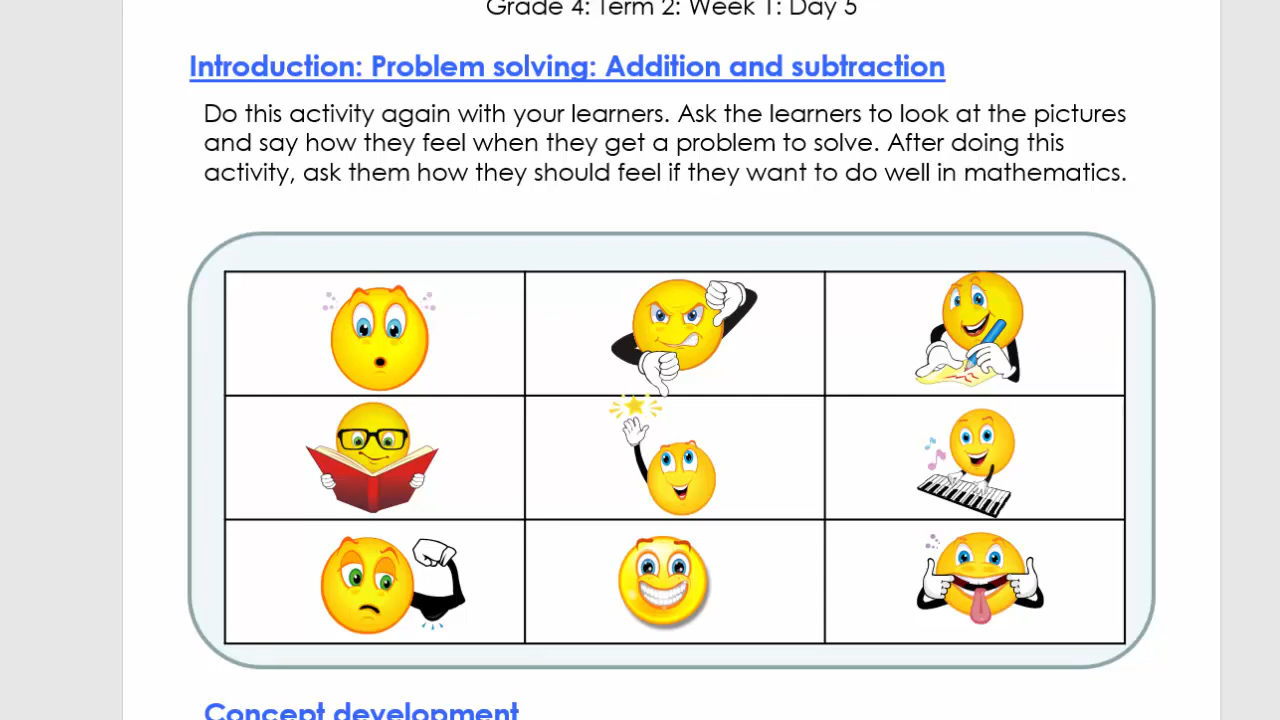 Grade 4: Term 2: Week 1: Day 5
Introduction: Problem solving: Addition and subtraction
Do this activity again with your learners. Ask the learners to look at the pictures
and say how they feel when they get a problem to solve. After doing this
activity, ask them how they should feel if they want to do well in mathematics.
Concept development